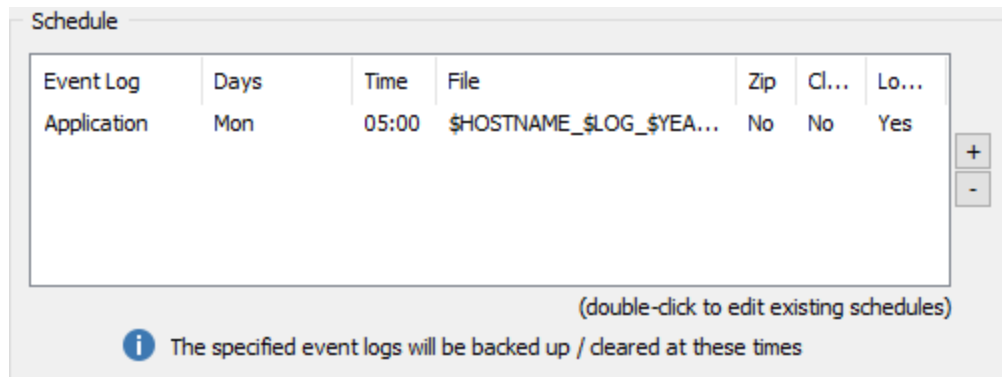 Schedule
Event Log Days Time File Zip Cl... Lo...
Application Mon 05:00 $HOSTNAME_$LOG_$YEA... No No Yes
+
-
(double-click to edit existing schedules)
i The specified event logs will be backed up / cleared at these times